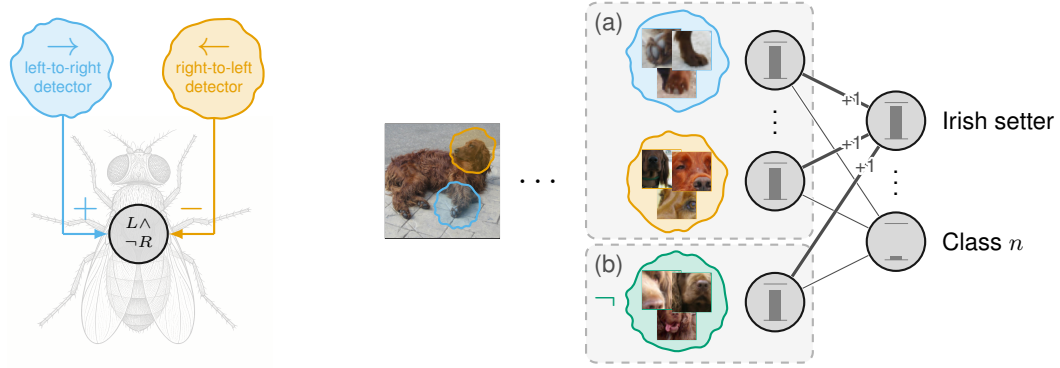 →
left-to-right
detector
←
right-to-left
detector
+
−
L∧
¬R
...
(a)
⋮
(b)
¬
+1
+1
+1
Irish setter
⋮
Class n